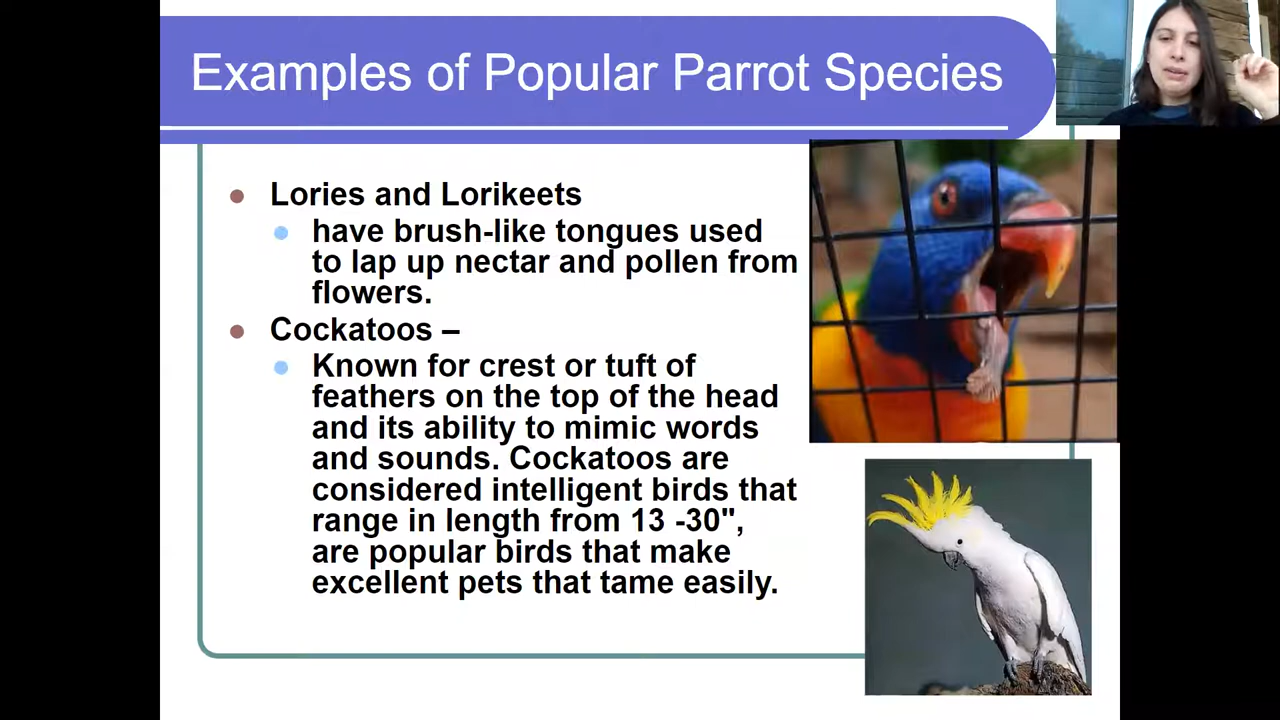 Examples of Popular Parrot Species
Lories and Lorikeets
have brush-like tongues used
to lap up nectar and pollen from
flowers.
Cockatoos –
Known for crest or tuft of
feathers on the top of the head
and its ability to mimic words
and sounds. Cockatoos are
considered intelligent birds that
range in length from 13 -30",
are popular birds that make
excellent pets that tame easily.